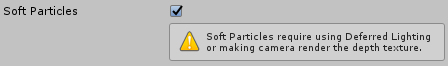 Soft Particles
Soft Particles require using Deferred Lighting
or making camera render the depth texture.